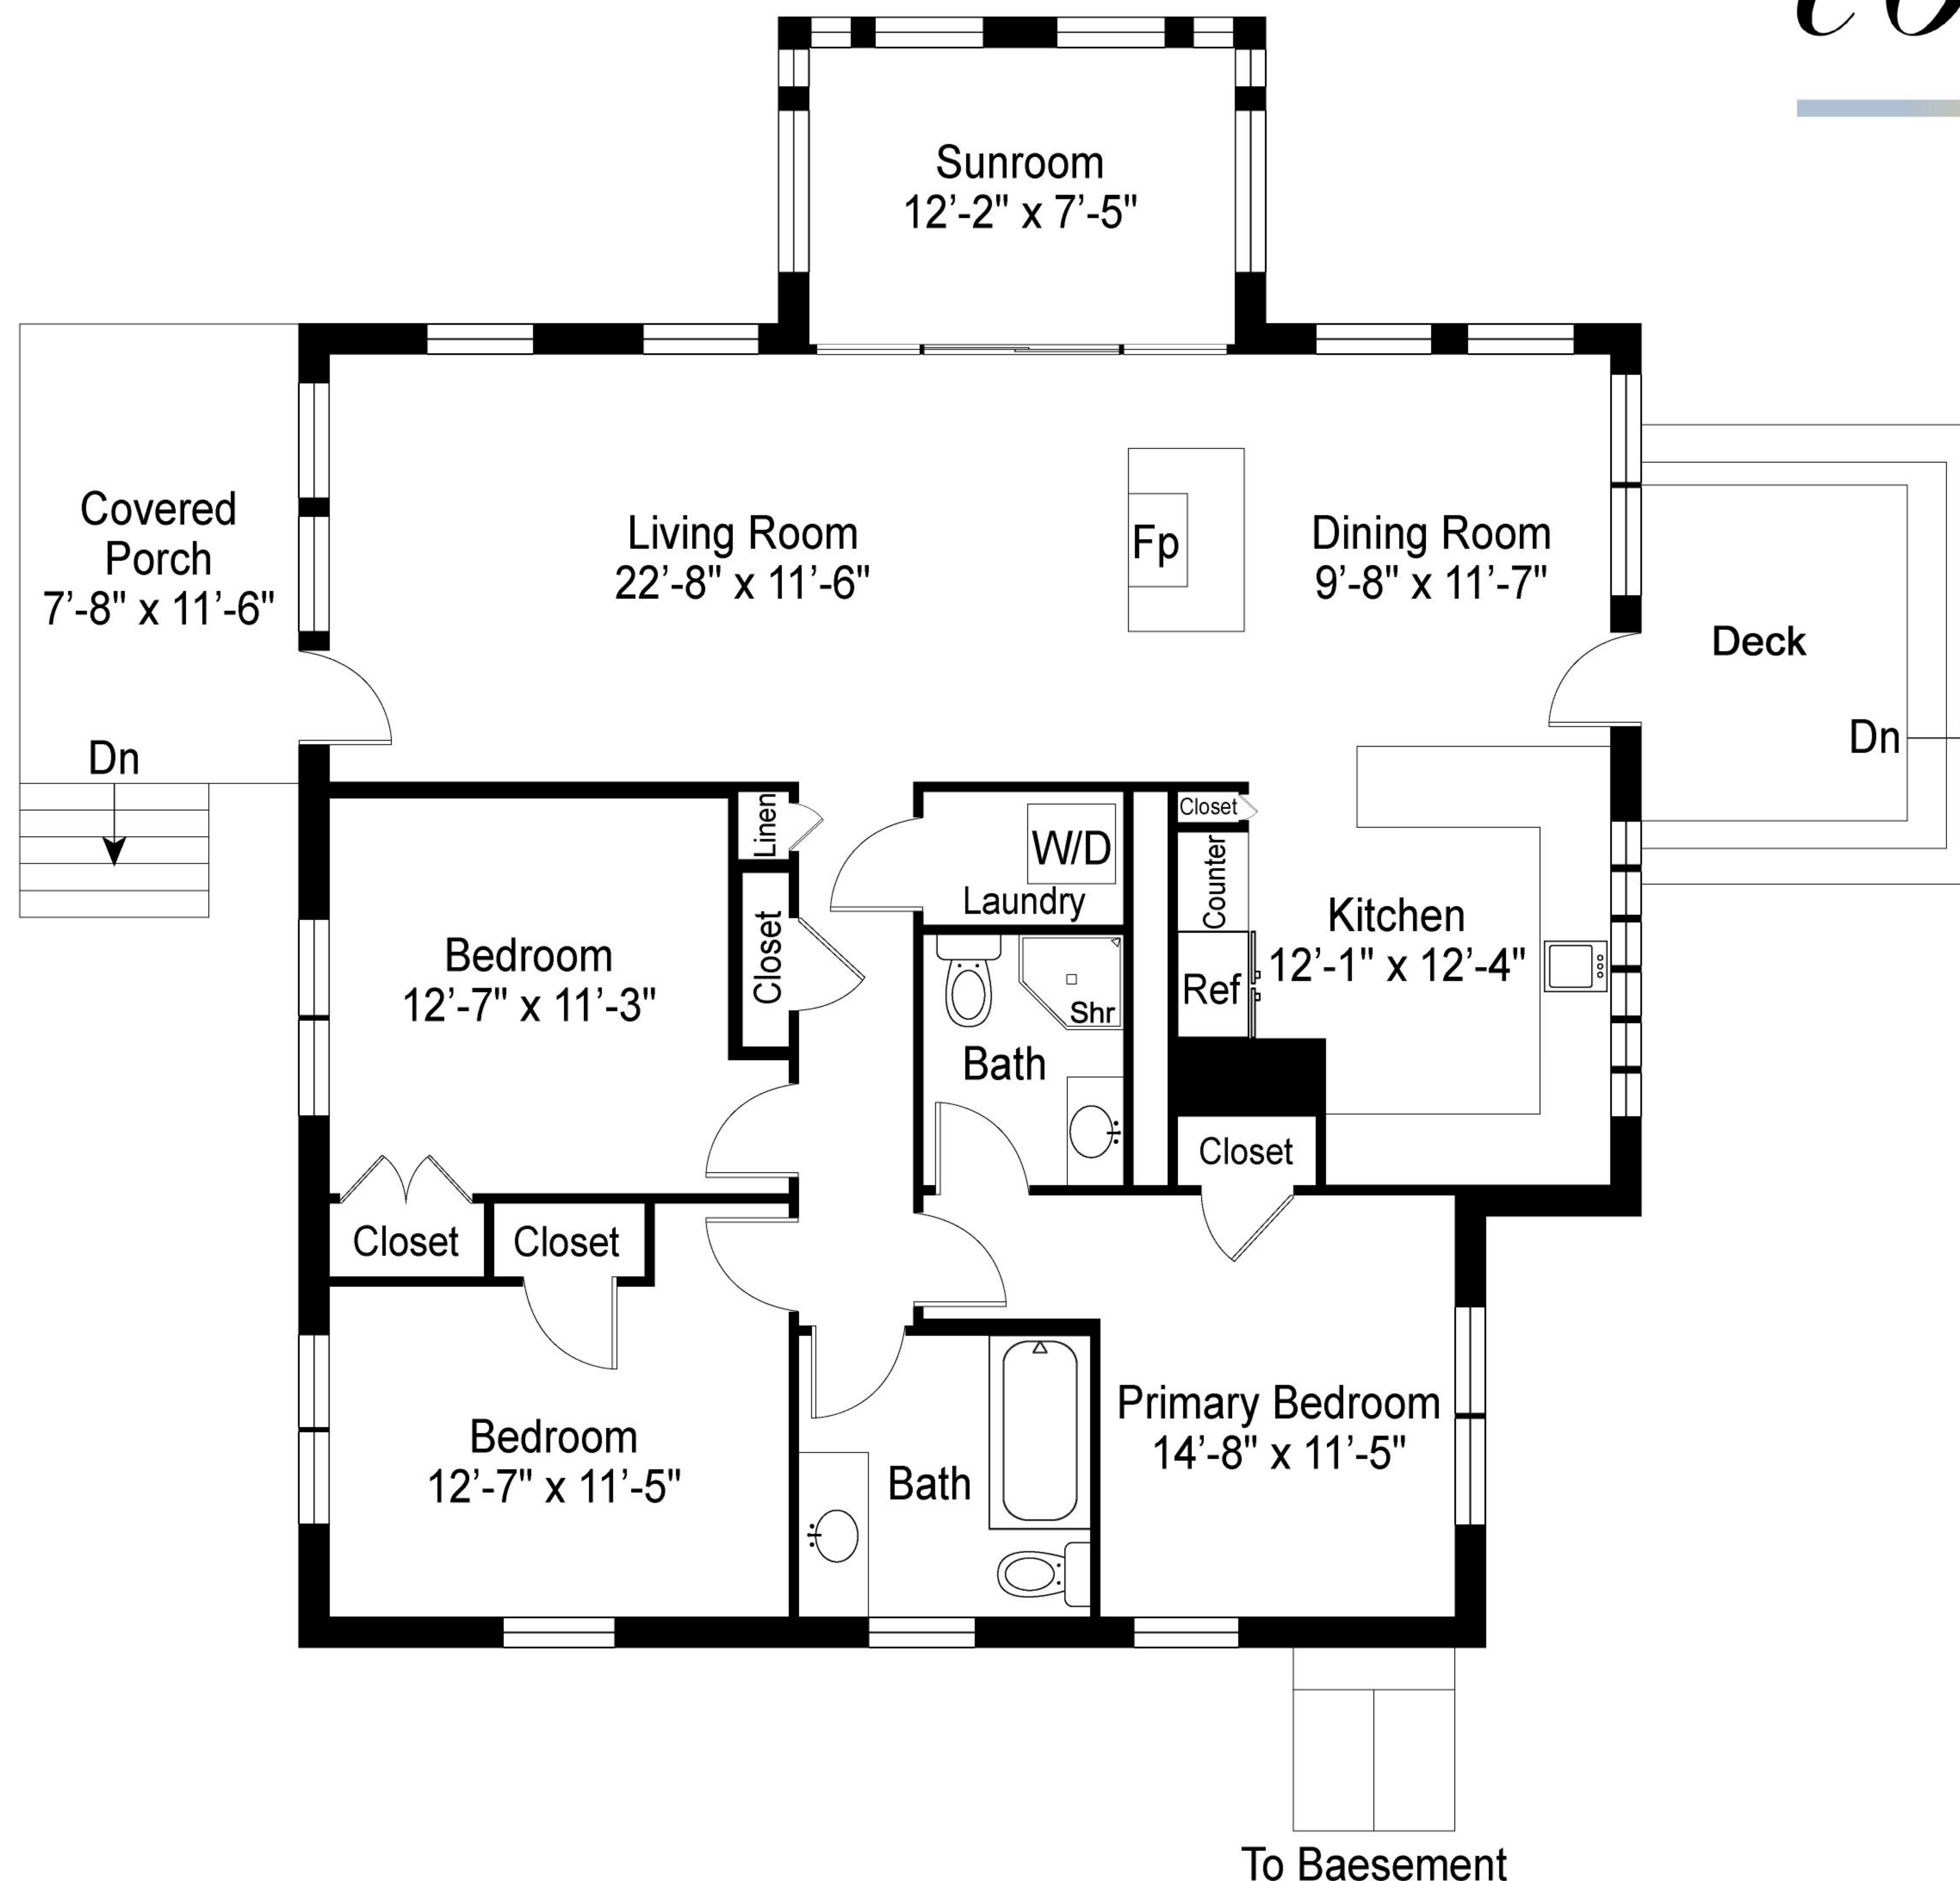 Sunroom
12'-2" x 7'-5"
Covered
Porch
7'-8" x 11'-6"
Living Room
22'-8" x 11'-6"
Fp
Dining Room
9'-8" x 11'-7"
Deck
Dn
Dn
Linen
W/D
Laundry
Closet
Counter
Kitchen
12'-1" x 12'-4"
Ref
Bedroom
12'-7" x 11'-3"
Closet
Shr
Bath
Closet
Closet
Closet
Bedroom
12'-7" x 11'-5"
Bath
Primary Bedroom
14'-8" x 11'-5"
To Baesement